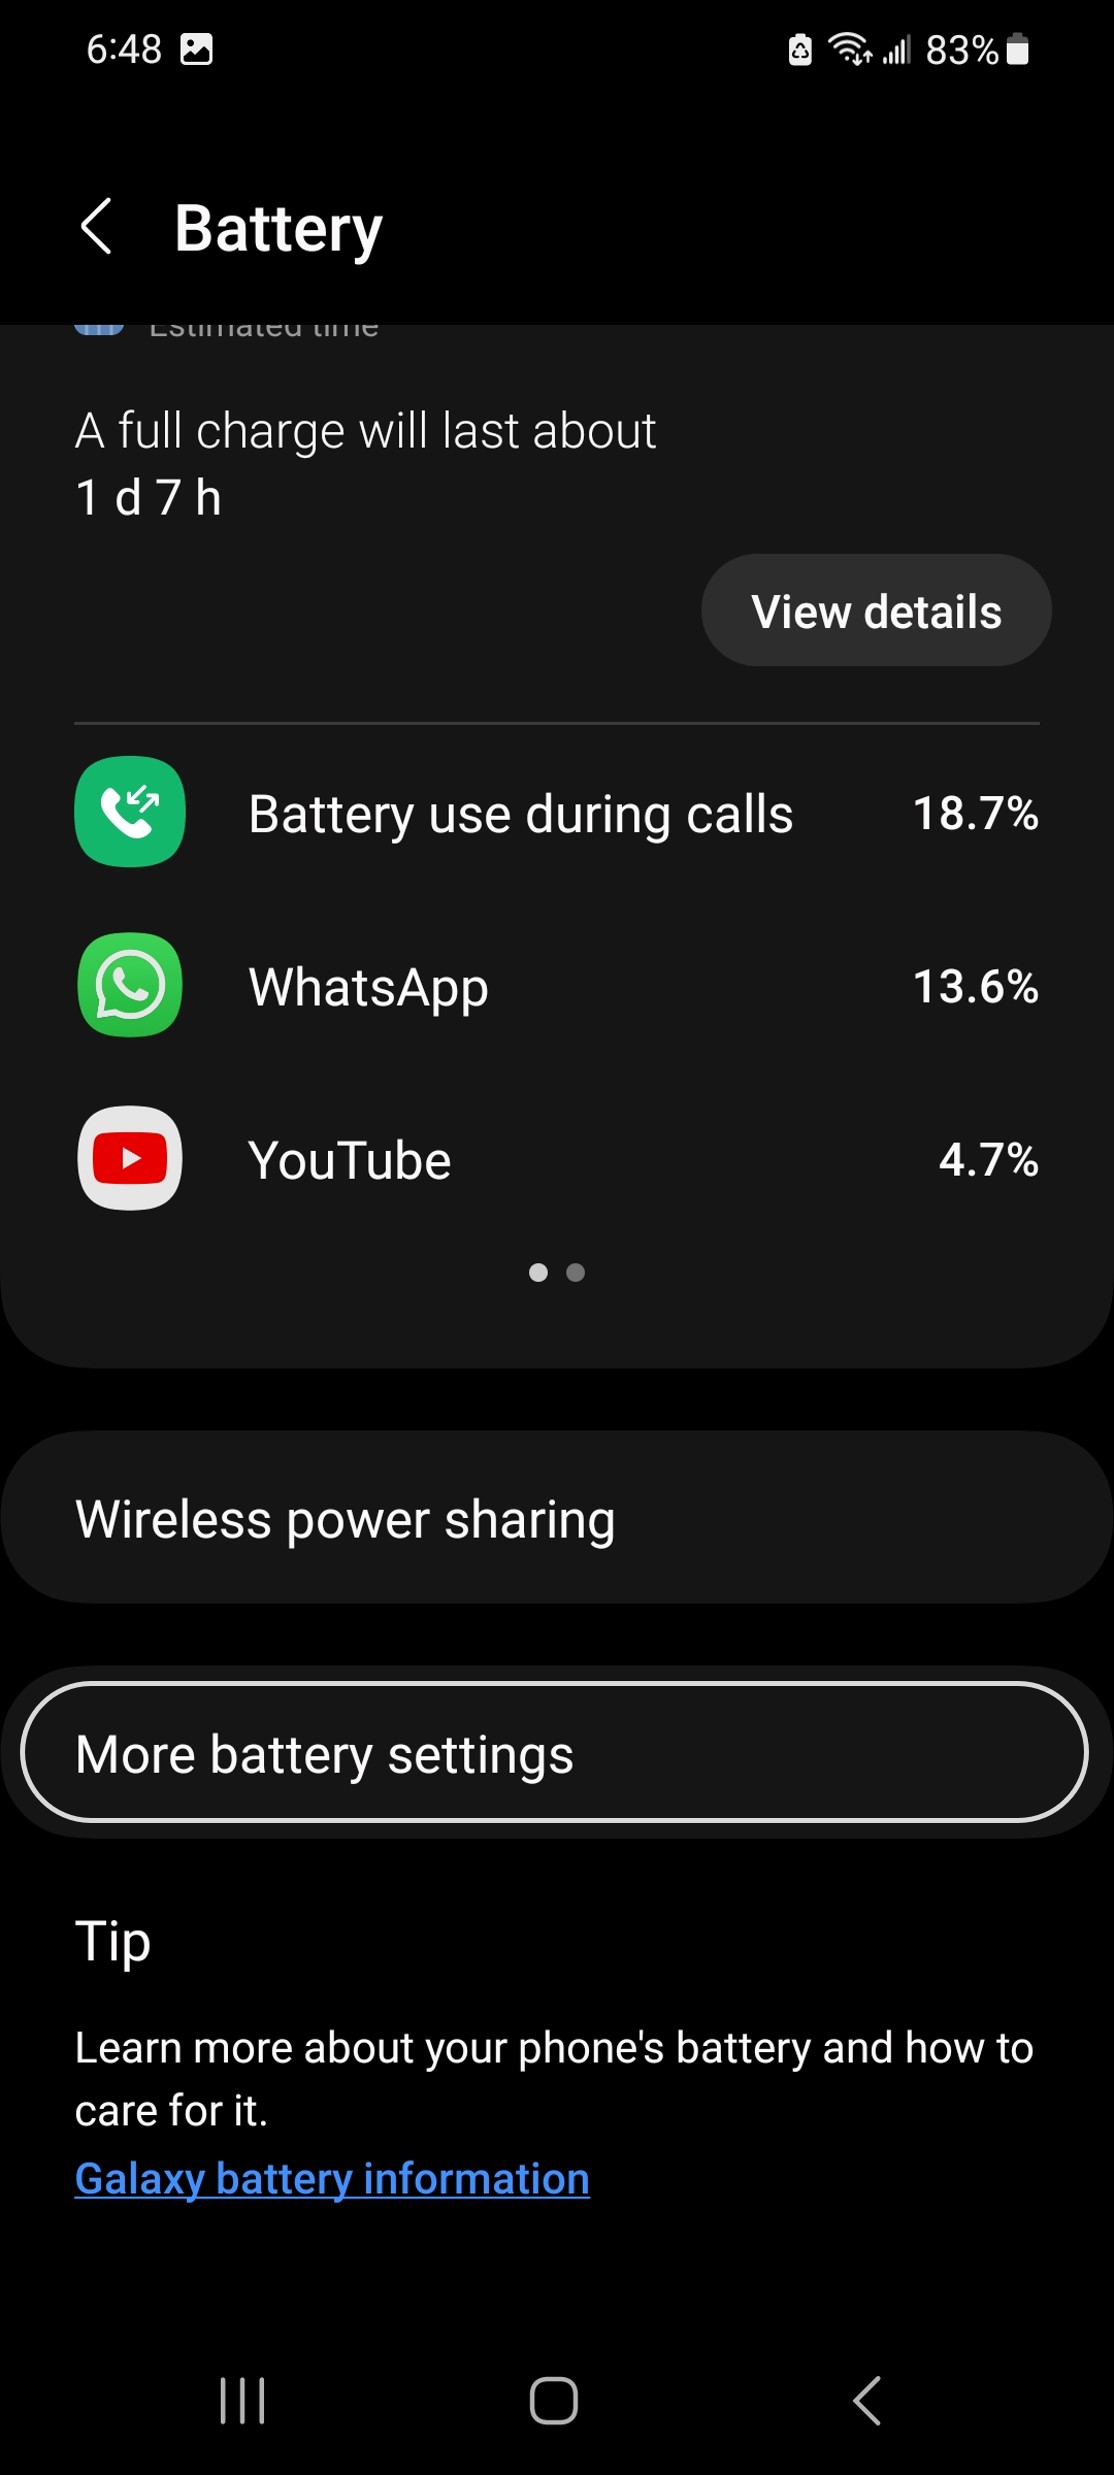 6:48 83%
Battery
Estimated time
A full charge will last about
1 d 7 h
View details
Battery use during calls 18.7%
WhatsApp 13.6%
YouTube 4.7%
Wireless power sharing
More battery settings
Tip
Learn more about your phone's battery and how to
care for it.
Galaxy battery information